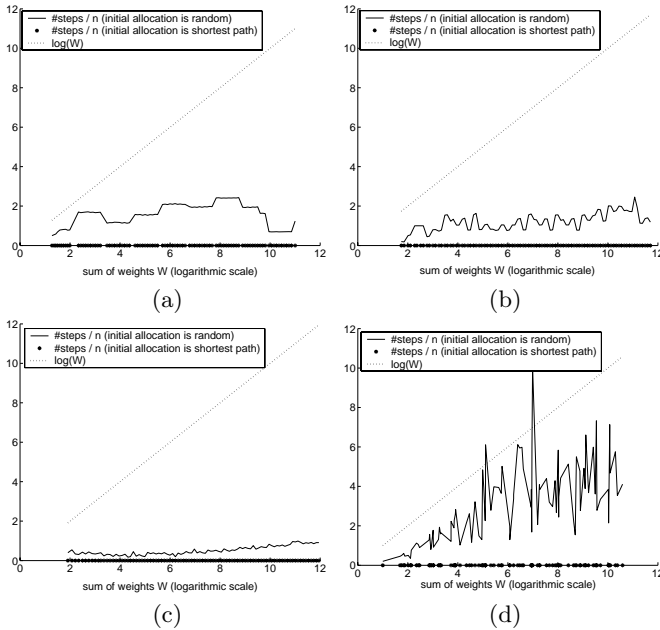 12
10
8
6
4
2
0
#steps / n (initial allocation is random)
#steps / n (initial allocation is shortest path)
log(W)
0 2 4 6 8 10 12
sum of weights W (logarithmic scale)
(a)
12
10
8
6
4
2
0
#steps / n (initial allocation is random)
#steps / n (initial allocation is shortest path)
log(W)
0 2 4 6 8 10 12
sum of weights W (logarithmic scale)
(b)
12
10
8
6
4
2
0
#steps / n (initial allocation is random)
#steps / n (initial allocation is shortest path)
log(W)
0 2 4 6 8 10 12
sum of weights W (logarithmic scale)
(c)
12
10
8
6
4
2
0
#steps / n (initial allocation is random)
#steps / n (initial allocation is shortest path)
log(W)
0 2 4 6 8 10 12
sum of weights W (logarithmic scale)
(d)